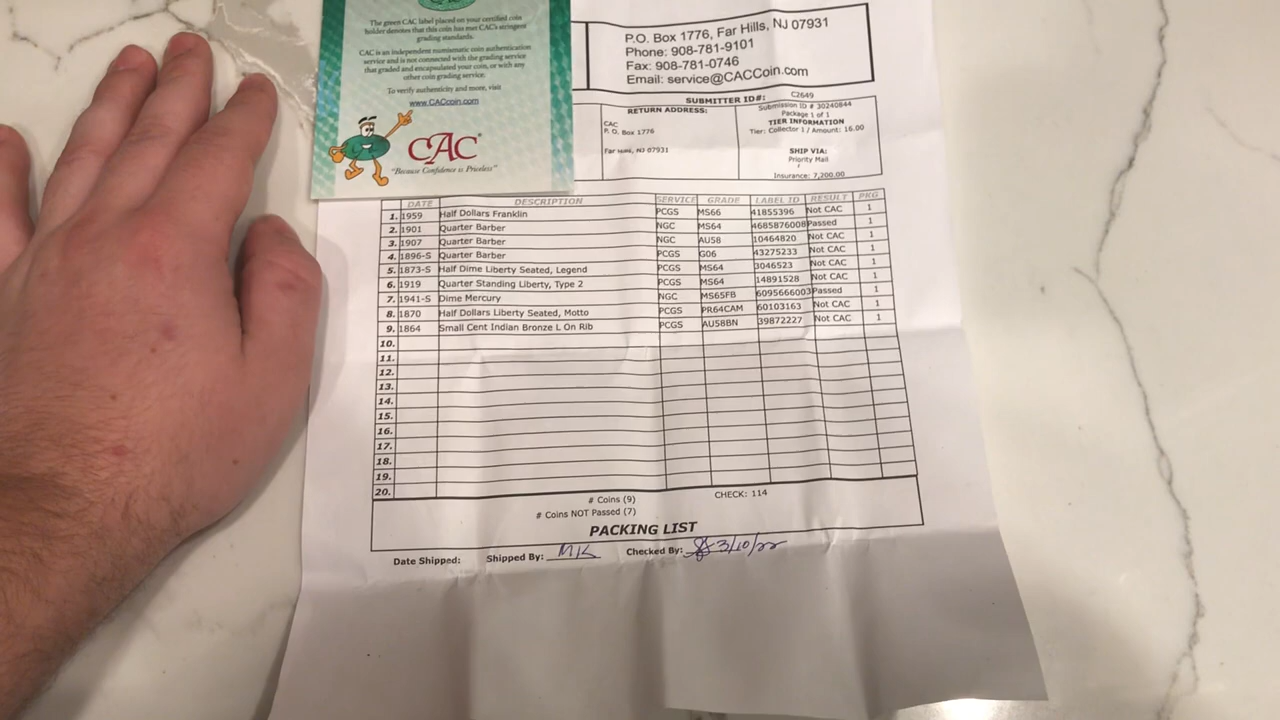 The green CAC label placed on your certified coin
holder denotes that this coin has met CAC's stringent
grading standards.
CAC is an independent numismatic coin authentication
service and is not connected with the grading service
that graded and encapsulated your coin, or with any
other coin grading service.
To verify authenticity and more, visit
www.CACcoin.com
CAC
"Because Confidence is Priceless"
P.O. Box 1776, Far Hills, NJ 07931
Phone: 908-781-9101
Fax: 908-781-0746
Email: service@CACCoin.com
SUBMITTER ID#: C2649
RETURN ADDRESS:
CAC
P. O. Box 1776
Far Hills, NJ 07931
Submission ID # 30240844
Package 1 of 1
TIER INFORMATION
Tier: Collector 1 / Amount: 16.00
SHIP VIA:
Priority Mail
Insurance: 7,200.00
DATE DESCRIPTION SERVICE GRADE LABEL ID RESULT PKG
1. 1959 Half Dollars Franklin PCGS MS66 41855396 Not CAC 1
2. 1901 Quarter Barber NGC MS64 4685876008 Passed 1
3. 1907 Quarter Barber NGC AU58 10464820 Not CAC 1
4. 1896-S Quarter Barber PCGS G06 43275233 Not CAC 1
5. 1873-S Half Dime Liberty Seated, Legend PCGS MS64 3046523 Not CAC 1
6. 1919 Quarter Standing Liberty, Type 2 PCGS MS64 14891528 Not CAC 1
7. 1941-S Dime Mercury NGC MS65FB 6095666003 Passed 1
8. 1870 Half Dollars Liberty Seated, Motto PCGS PR64CAM 60103163 Not CAC 1
9. 1864 Small Cent Indian Bronze L On Rib PCGS AU58BN 39872227 Not CAC 1
10.
11.
12.
13.
14.
15.
16.
17.
18.
19.
20.
# Coins (9) CHECK: 114
# Coins NOT Passed (7)
PACKING LIST
Date Shipped: Shipped By: MK Checked By: 3/10/22